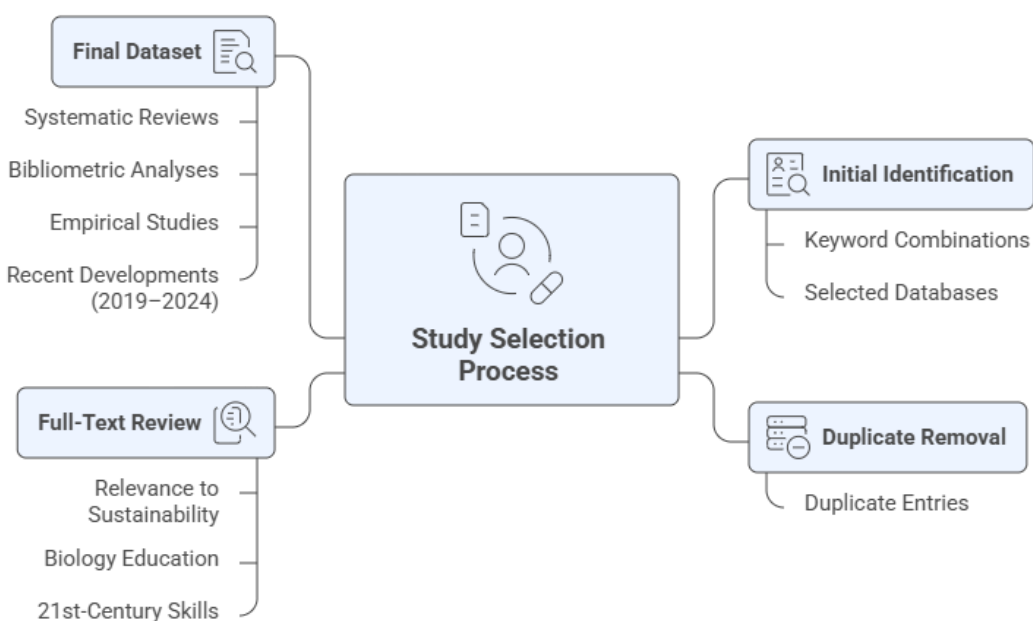 Final Dataset
Systematic Reviews
Bibliometric Analyses
Empirical Studies
Recent Developments
(2019–2024)
Full-Text Review
Relevance to
Sustainability
Biology Education
21st-Century Skills
Study Selection
Process
Initial Identification
Keyword Combinations
Selected Databases
Duplicate Removal
Duplicate Entries